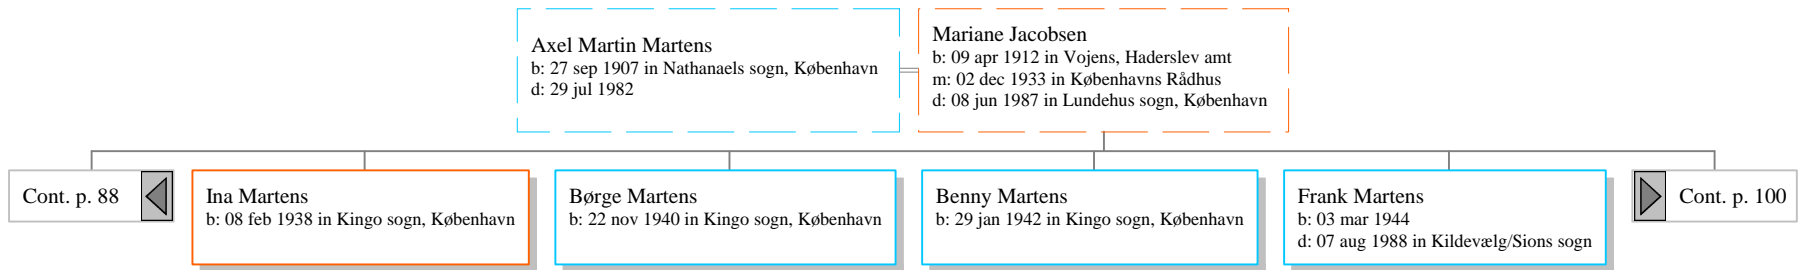 Axel Martin Martens
b: 27 sep 1907 in Nathanaels sogn, København
d: 29 jul 1982
Mariane Jacobsen
b: 09 apr 1912 in Vojens, Haderslev amt
m: 02 dec 1933 in Københavns Rådhus
d: 08 jun 1987 in Lundehus sogn, København
Cont. p. 88
Ina Martens
b: 08 feb 1938 in Kingo sogn, København
Børge Martens
b: 22 nov 1940 in Kingo sogn, København
Benny Martens
b: 29 jan 1942 in Kingo sogn, København
Frank Martens
b: 03 mar 1944
d: 07 aug 1988 in Kildevælg/Sions sogn
Cont. p. 100